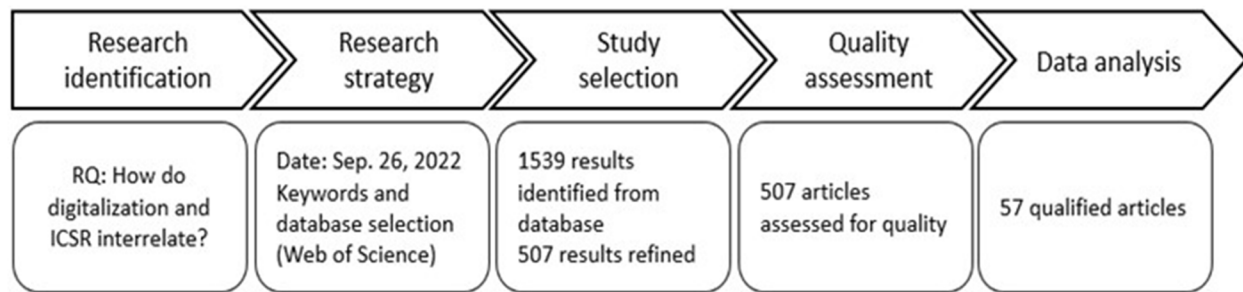 Research
identification
Research
strategy
Study
selection
Quality
assessment
Data analysis
RQ: How do
digitalization and
ICSR interrelate?
Date: Sep. 26, 2022
Keywords and
database selection
(Web of Science)
1539 results
identified from
database
507 results refined
507 articles
assessed for quality
57 qualified articles